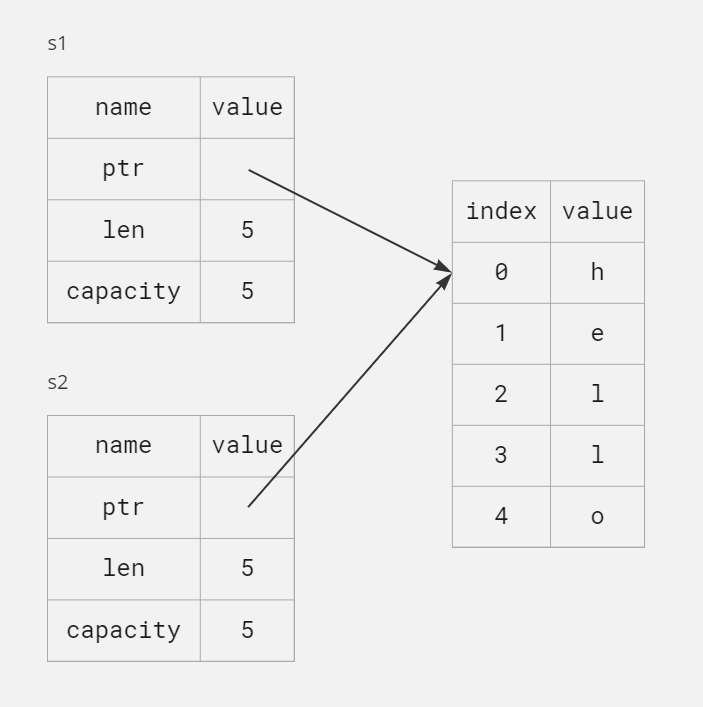 s1
name value
ptr
len 5
capacity 5
s2
name value
ptr
len 5
capacity 5
index value
0 h
1 e
2 l
3 l
4 o